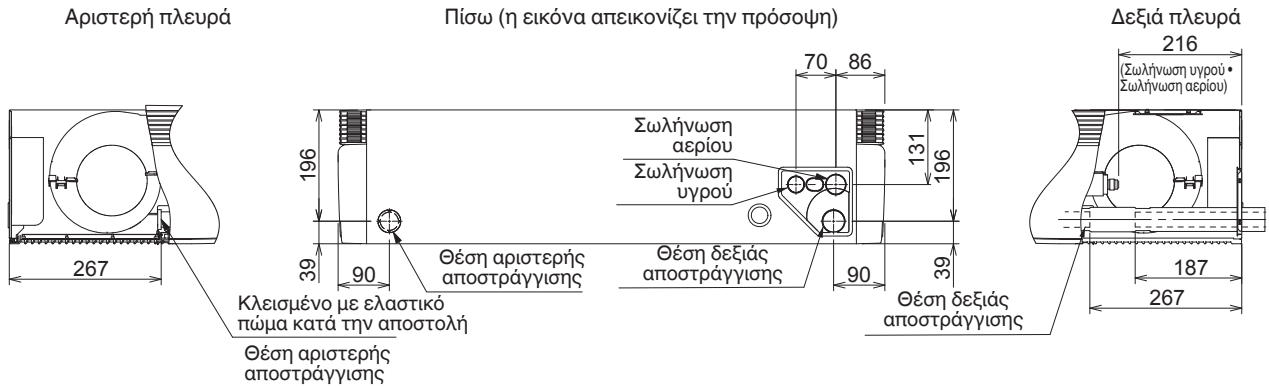 Αριστερή πλευρά
Πίσω (η εικόνα απεικονίζει την πρόσοψη)
Δεξιά πλευρά
196
39
267
Κλεισμένο με ελαστικό
πώμα κατά την αποστολή
Θέση αριστερής
αποστράγγισης
70
86
Σωλήνωση
αερίου
Σωλήνωση
υγρού
131
196
39
90
Θέση αριστερής
αποστράγγισης
Θέση δεξιάς
αποστράγγισης
90
216
(Σωλήνωση υγρού •
Σωλήνωση αερίου)
187
267
Θέση δεξιάς
αποστράγγισης